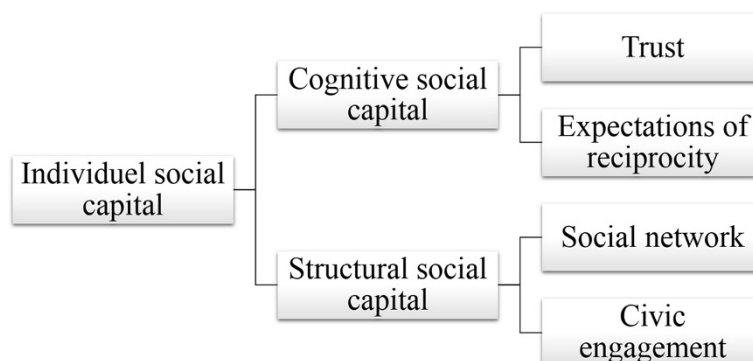 Individuel social
capital
Cognitive social
capital
Trust
Expectations of
reciprocity
Structural social
capital
Social network
Civic
engagement